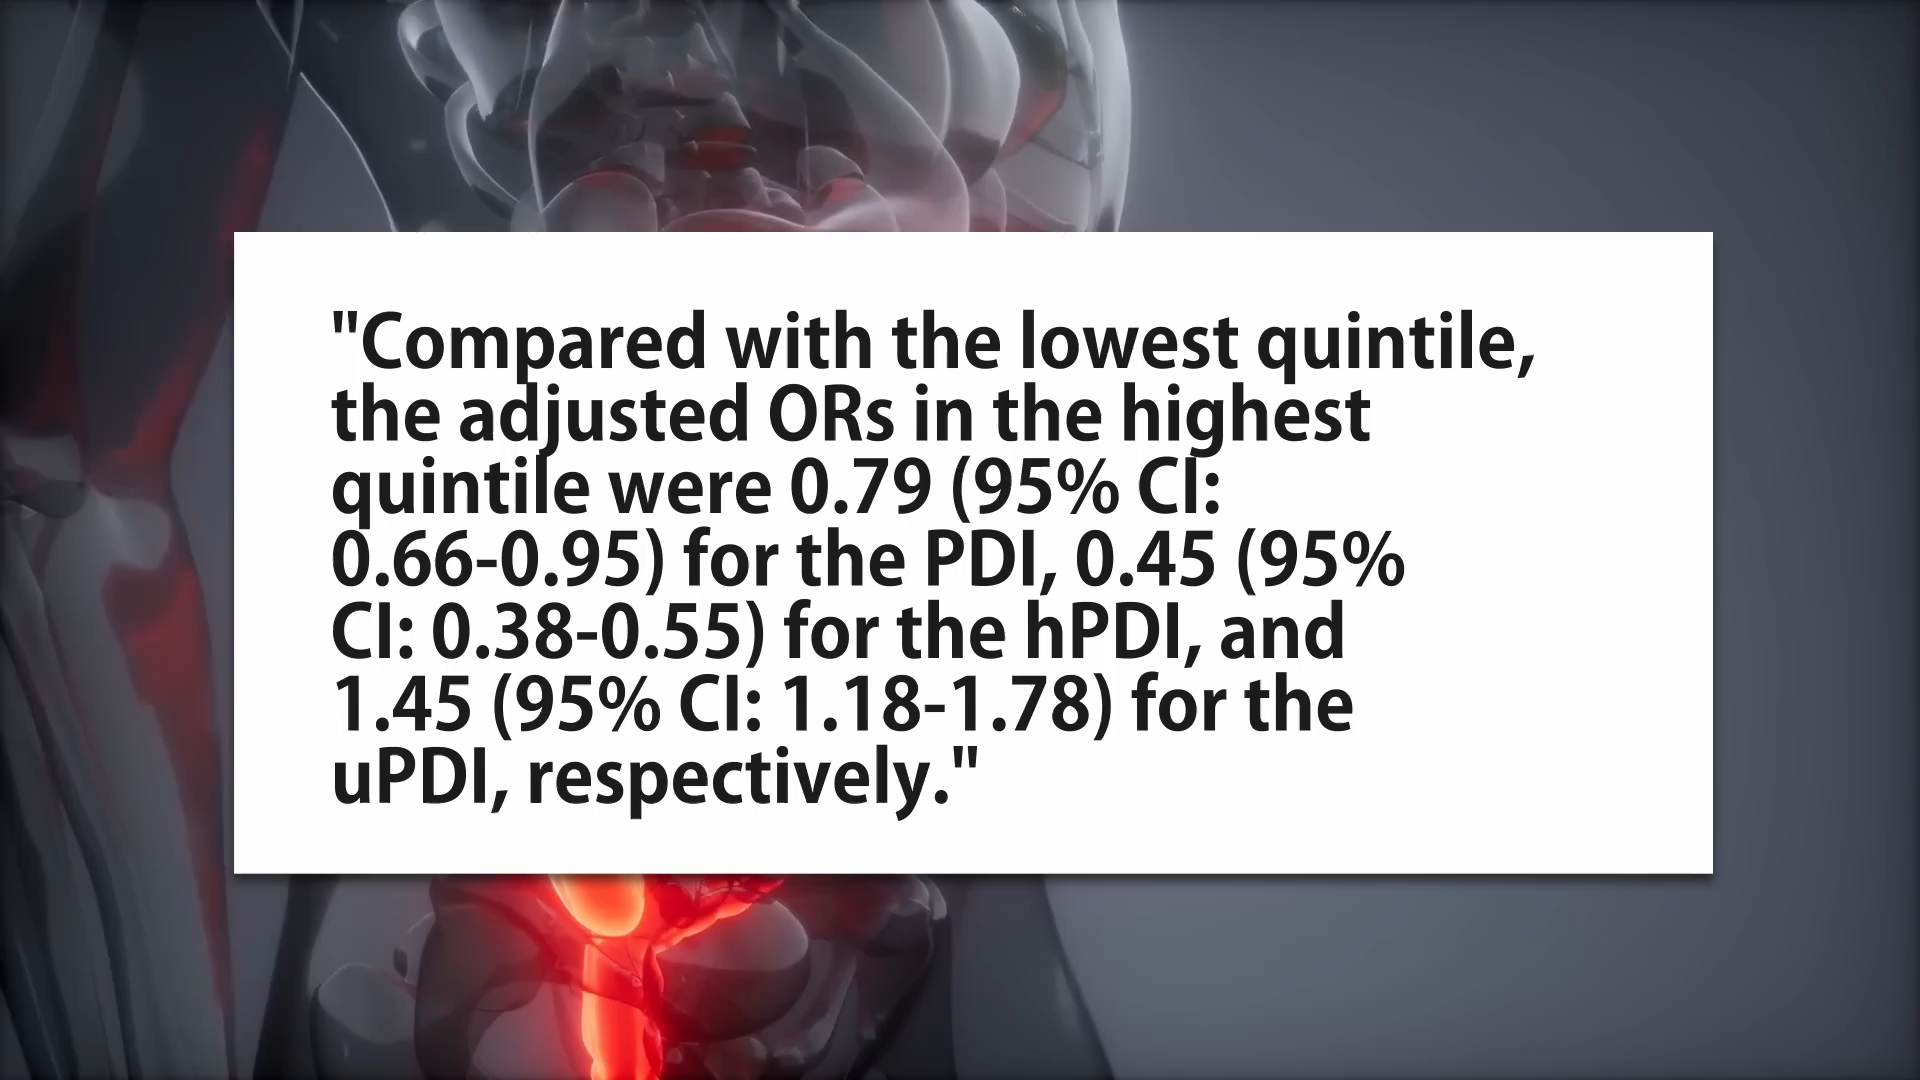 "Compared with the lowest quintile,
the adjusted ORs in the highest
quintile were 0.79 (95% CI:
0.66-0.95) for the PDI, 0.45 (95%
CI: 0.38-0.55) for the hPDI, and
1.45 (95% CI: 1.18-1.78) for the
uPDI, respectively."